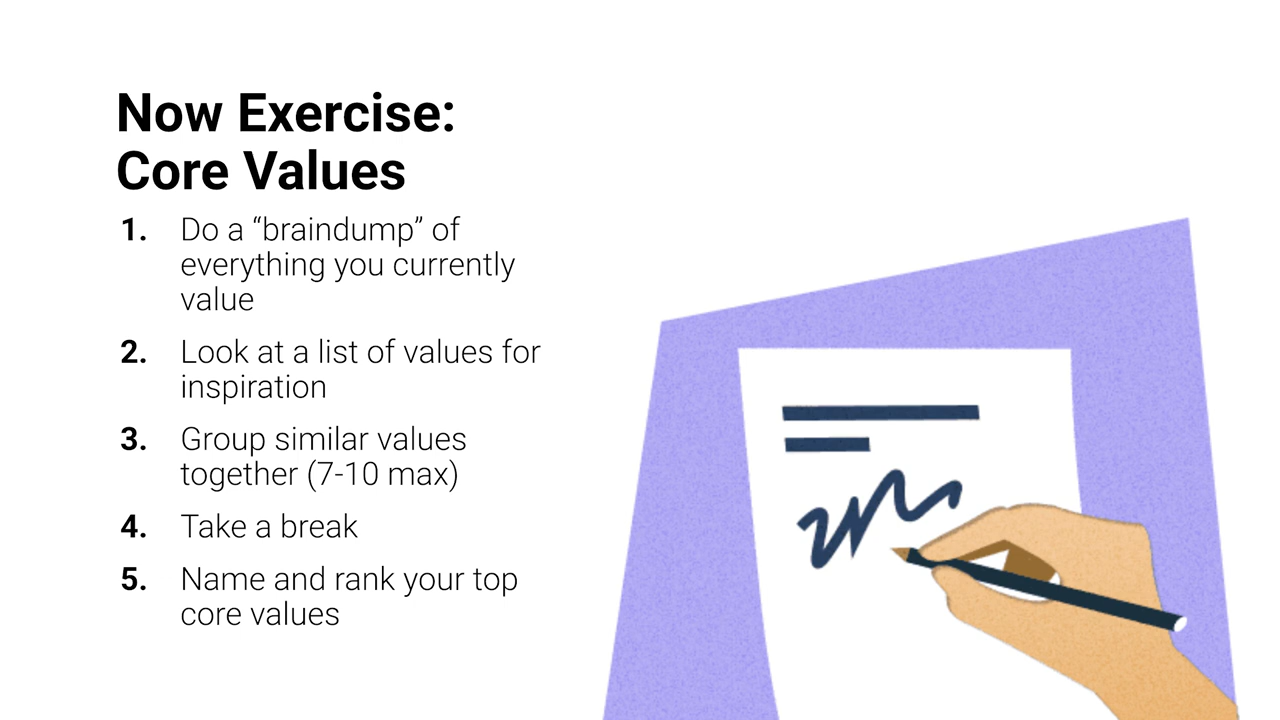 Now Exercise:
Core Values
1. Do a “braindump” of
everything you currently
value
2. Look at a list of values for
inspiration
3. Group similar values
together (7-10 max)
4. Take a break
5. Name and rank your top
core values